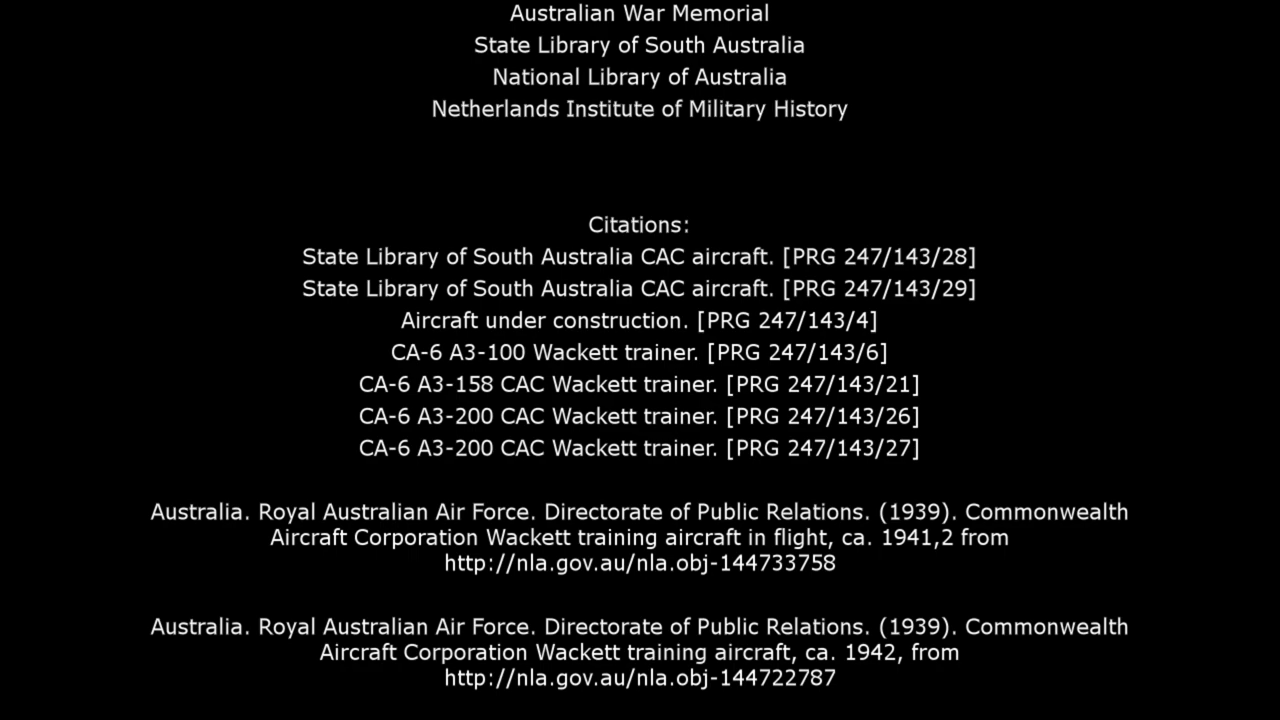 Australian War Memorial
State Library of South Australia
National Library of Australia
Netherlands Institute of Military History
Citations:
State Library of South Australia CAC aircraft. [PRG 247/143/28]
State Library of South Australia CAC aircraft. [PRG 247/143/29]
Aircraft under construction. [PRG 247/143/4]
CA-6 A3-100 Wackett trainer. [PRG 247/143/6]
CA-6 A3-158 CAC Wackett trainer. [PRG 247/143/21]
CA-6 A3-200 CAC Wackett trainer. [PRG 247/143/26]
CA-6 A3-200 CAC Wackett trainer. [PRG 247/143/27]
Australia. Royal Australian Air Force. Directorate of Public Relations. (1939). Commonwealth
Aircraft Corporation Wackett training aircraft in flight, ca. 1941,2 from
http://nla.gov.au/nla.obj-144733758
Australia. Royal Australian Air Force. Directorate of Public Relations. (1939). Commonwealth
Aircraft Corporation Wackett training aircraft, ca. 1942, from
http://nla.gov.au/nla.obj-144722787